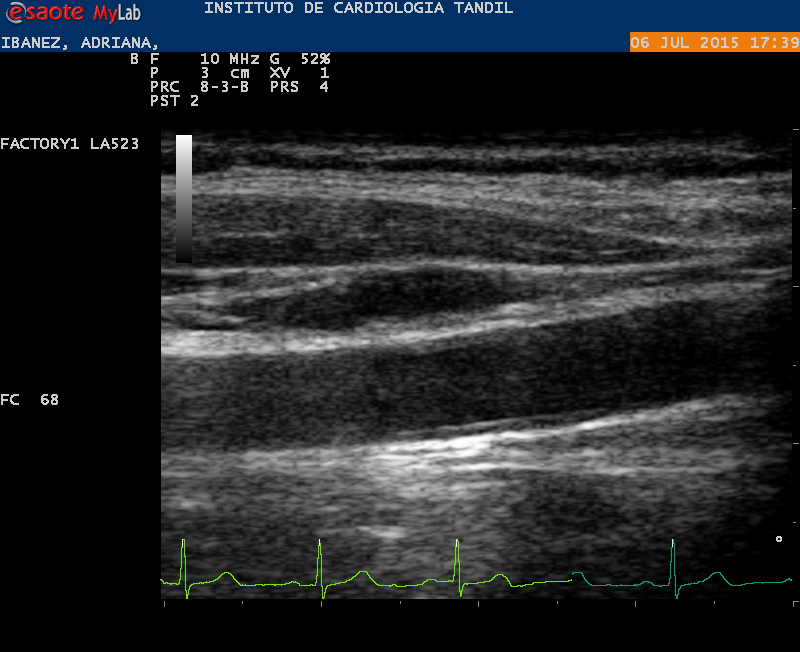 esaote MyLab
INSTITUTO DE CARDIOLOGIA TANDIL
IBANEZ, ADRIANA,
06 JUL 2015 17:39
B F 10 MHz G 52%
P 3 cm XV 1
PRC 8-3-B PRS 4
PST 2
FACTORY1 LA523
FC 68